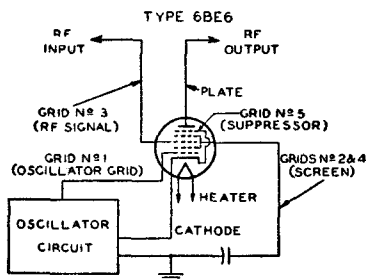 TYPE 6BE6
RF
INPUT
RF
OUTPUT
PLATE
GRID Nº 3
(RF SIGNAL)
GRID Nº 5
(SUPPRESSOR)
GRID Nº 1
(OSCILLATOR GRID)
GRIDS Nº 2&4
(SCREEN)
HEATER
OSCILLATOR
CIRCUIT
CATHODE